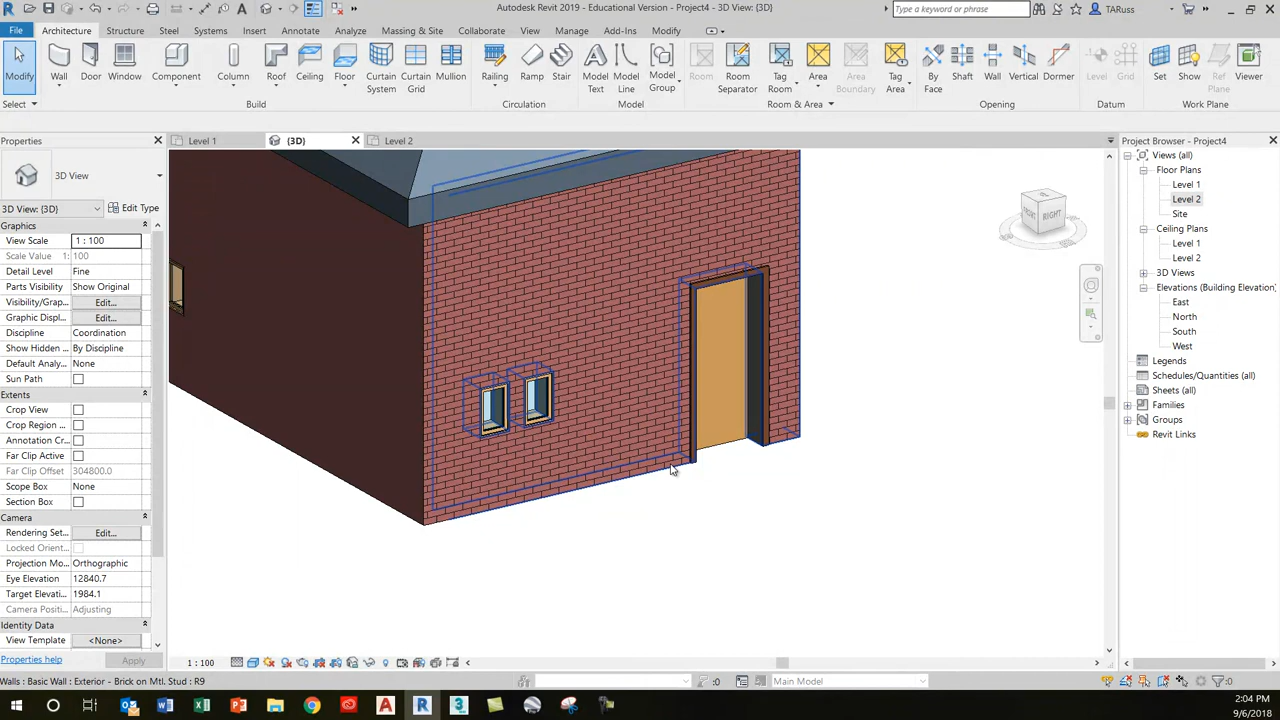 Autodesk Revit 2019 - Educational Version - Project4 - 3D View: {3D}
Type a keyword or phrase
TARuss
File Architecture Structure Steel Systems Insert Annotate Analyze Massing & Site Collaborate View Manage Add-Ins Modify
Modify Wall Door Window Component Column Roof Ceiling Floor Curtain System Curtain Grid Mullion Railing Ramp Stair Model Text Model Line Model Group Room Room Separator Tag Room Area Area Boundary Tag Area By Face Shaft Wall Vertical Dormer Level Grid Set Show Ref Plane Viewer
Select Build Circulation Model Room & Area Opening Datum Work Plane
Properties
Level 1 {3D} Level 2
Project Browser - Project4
3D View
3D View: {3D} Edit Type
Graphics
View Scale 1 : 100
Scale Value 1: 100
Detail Level Fine
Parts Visibility Show Original
Visibility/Grap... Edit...
Graphic Displ... Edit...
Discipline Coordination
Show Hidden ... By Discipline
Default Analy... None
Sun Path
Extents
Crop View
Crop Region ...
Annotation Cr...
Far Clip Active
Far Clip Offset 304800.0
Scope Box None
Section Box
Camera
Rendering Set... Edit...
Locked Orient...
Projection Mo... Orthographic
Eye Elevation 12840.7
Target Elevati... 1984.1
Camera Positi... Adjusting
Identity Data
View Template <None>
Properties help Apply
FRONT RIGHT
Views (all)
Floor Plans
Level 1
Level 2
Site
Ceiling Plans
Level 1
Level 2
3D Views
Elevations (Building Elevation)
East
North
South
West
Legends
Schedules/Quantities (all)
Sheets (all)
Families
Groups
Revit Links
1 : 100
Walls : Basic Wall : Exterior - Brick on Mtl. Stud : R9
:0
Main Model
:0
2:04 PM
9/6/2018